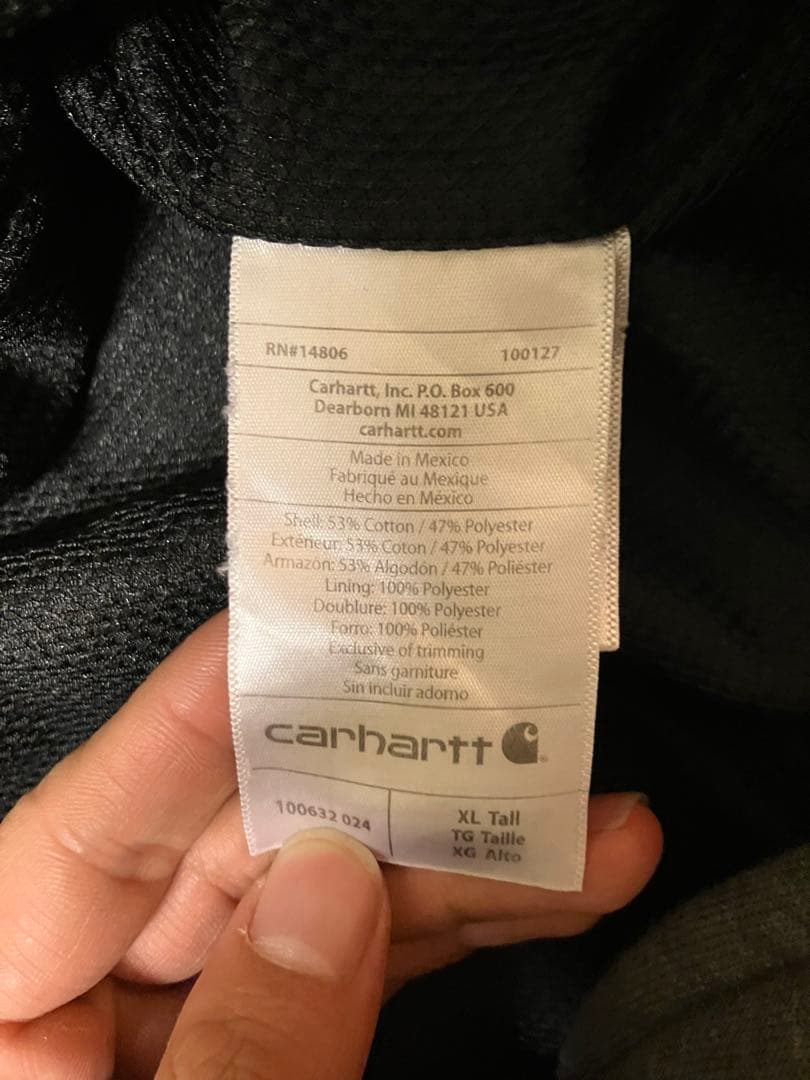 RN#14806 100127
Carhartt, Inc. P.O. Box 600
Dearborn MI 48121 USA
carhartt.com
Made in Mexico
Fabriqué au Mexique
Hecho en México
Shell: 53% Cotton / 47% Polyester
Extérieur: 53% Coton / 47% Polyester
Armazón: 53% Algodón / 47% Poliéster
Lining: 100% Polyester
Doublure: 100% Polyester
Forro: 100% Poliéster
Exclusive of trimming
Sans garniture
Sin incluir adorno
carhartt
100632 024
XL Tall
TG Taille
XG Alto